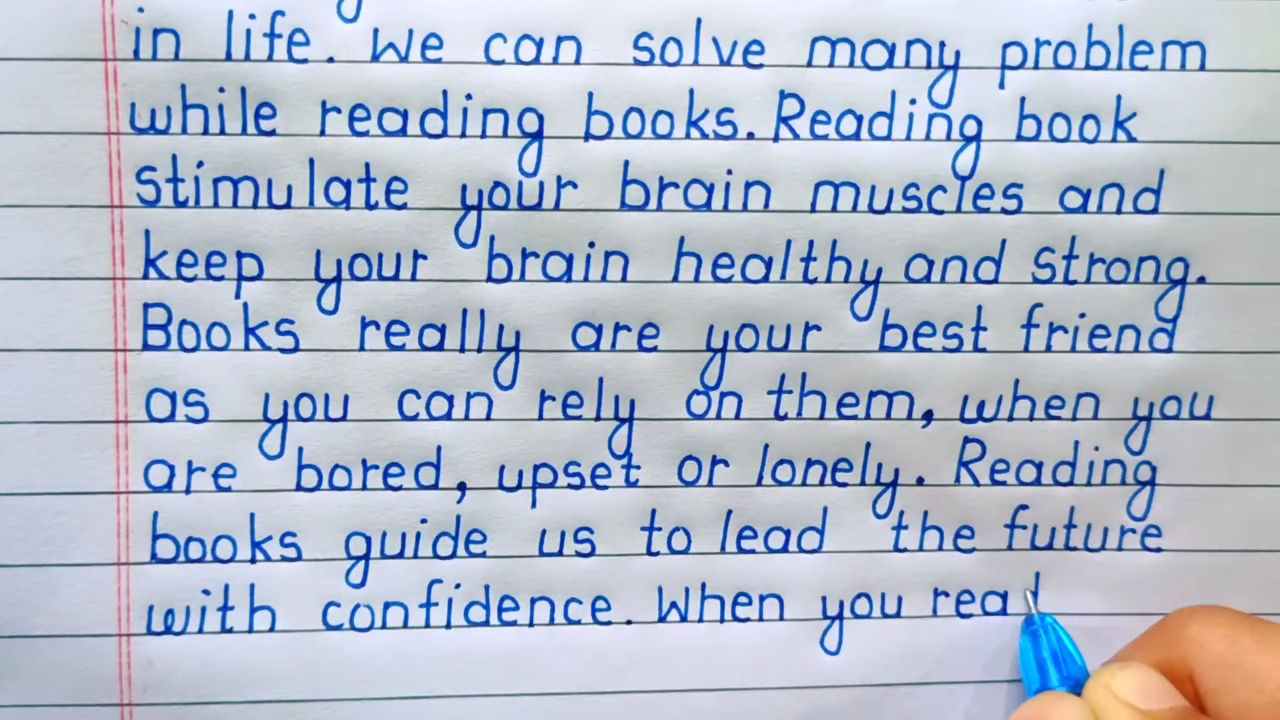 in life. We can solve many problem
while reading books. Reading book
stimulate your brain muscles and
keep your brain healthy and strong.
Books really are your best friend
as you can rely on them, when you
are bored, upset or lonely. Reading
books guide us to lead the future
with confidence. When you read